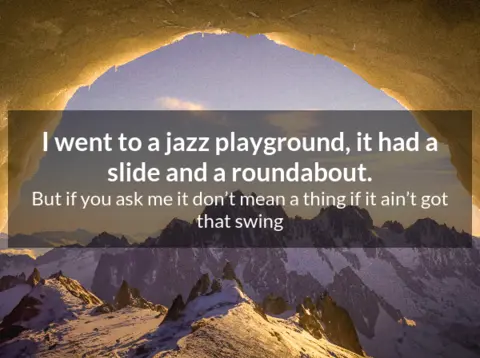 I went to a jazz playground, it had a
slide and a roundabout.
But if you ask me it don’t mean a thing if it ain’t got
that swing